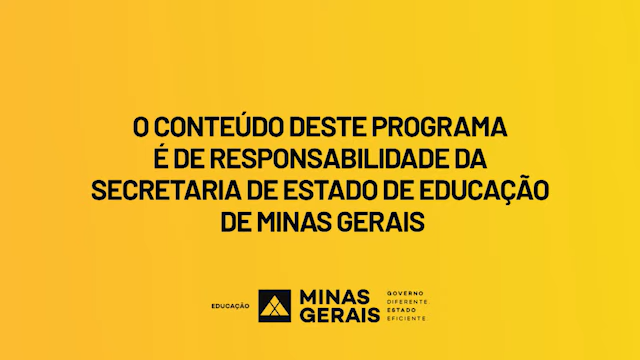 O CONTEÚDO DESTE PROGRAMA
É DE RESPONSABILIDADE DA
SECRETARIA DE ESTADO DE EDUCAÇÃO
DE MINAS GERAIS
EDUCAÇÃO
MINAS
GERAIS
GOVERNO
DIFERENTE.
ESTADO
EFICIENTE.